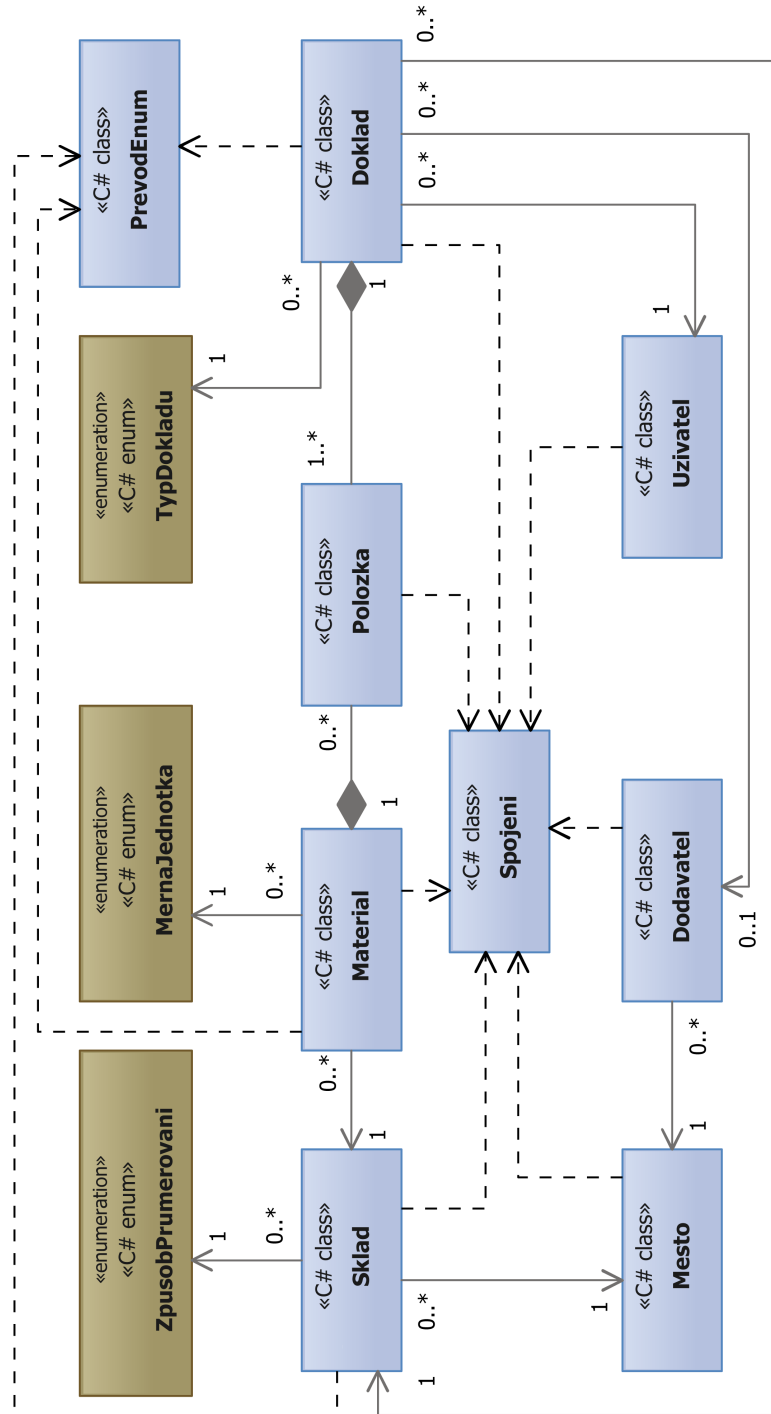 «enumeration»
«C# enum»
ZpusobPrumerovani
«enumeration»
«C# enum»
MernaJednotka
«enumeration»
«C# enum»
TypDokladu
«C# class»
PrevodEnum
1
1
1
0..*
0..*
0..*
«C# class»
Sklad
0..*
«C# class»
Material
0..*
«C# class»
Polozka
1..*
«C# class»
Doklad
1
1
1
1
0..*
0..*
0..*
0..*
«C# class»
Spojeni
1
1
«C# class»
Mesto
«C# class»
Dodavatel
«C# class»
Uzivatel
1
0..*
0..1